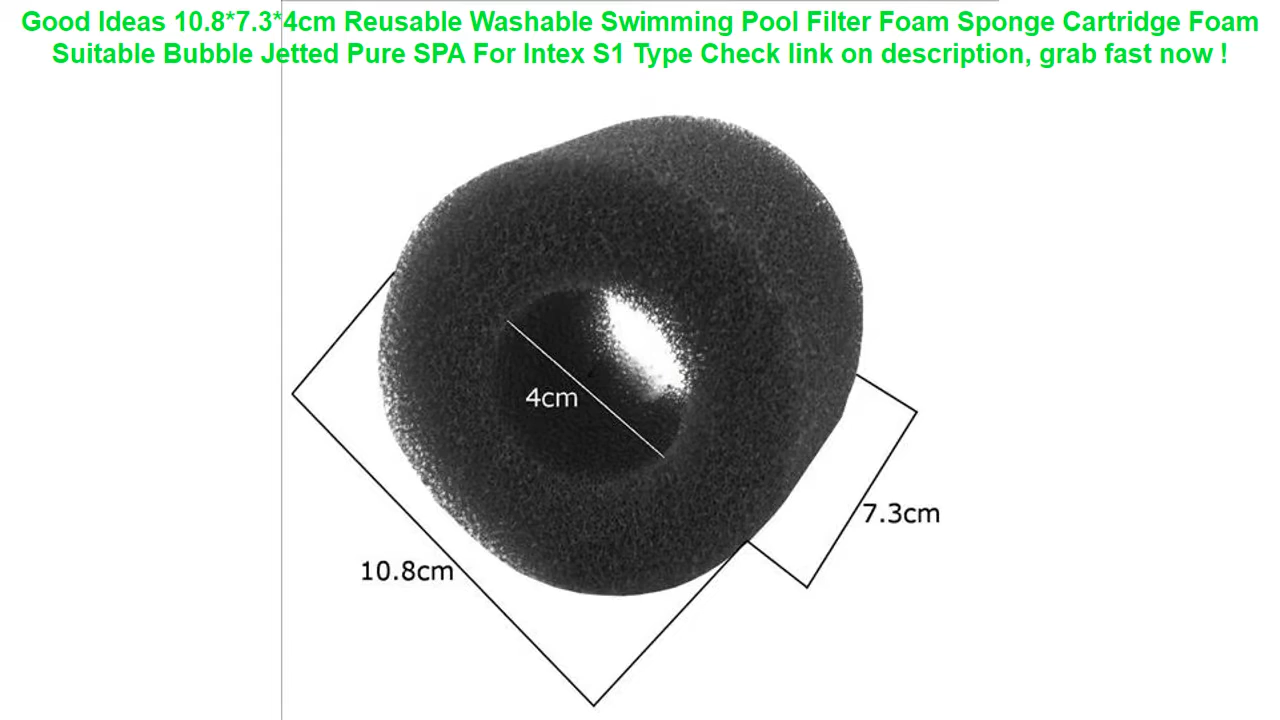 Good Ideas 10.8*7.3*4cm Reusable Washable Swimming Pool Filter Foam Sponge Cartridge Foam
Suitable Bubble Jetted Pure SPA For Intex S1 Type Check link on description, grab fast now !
4cm
7.3cm
10.8cm